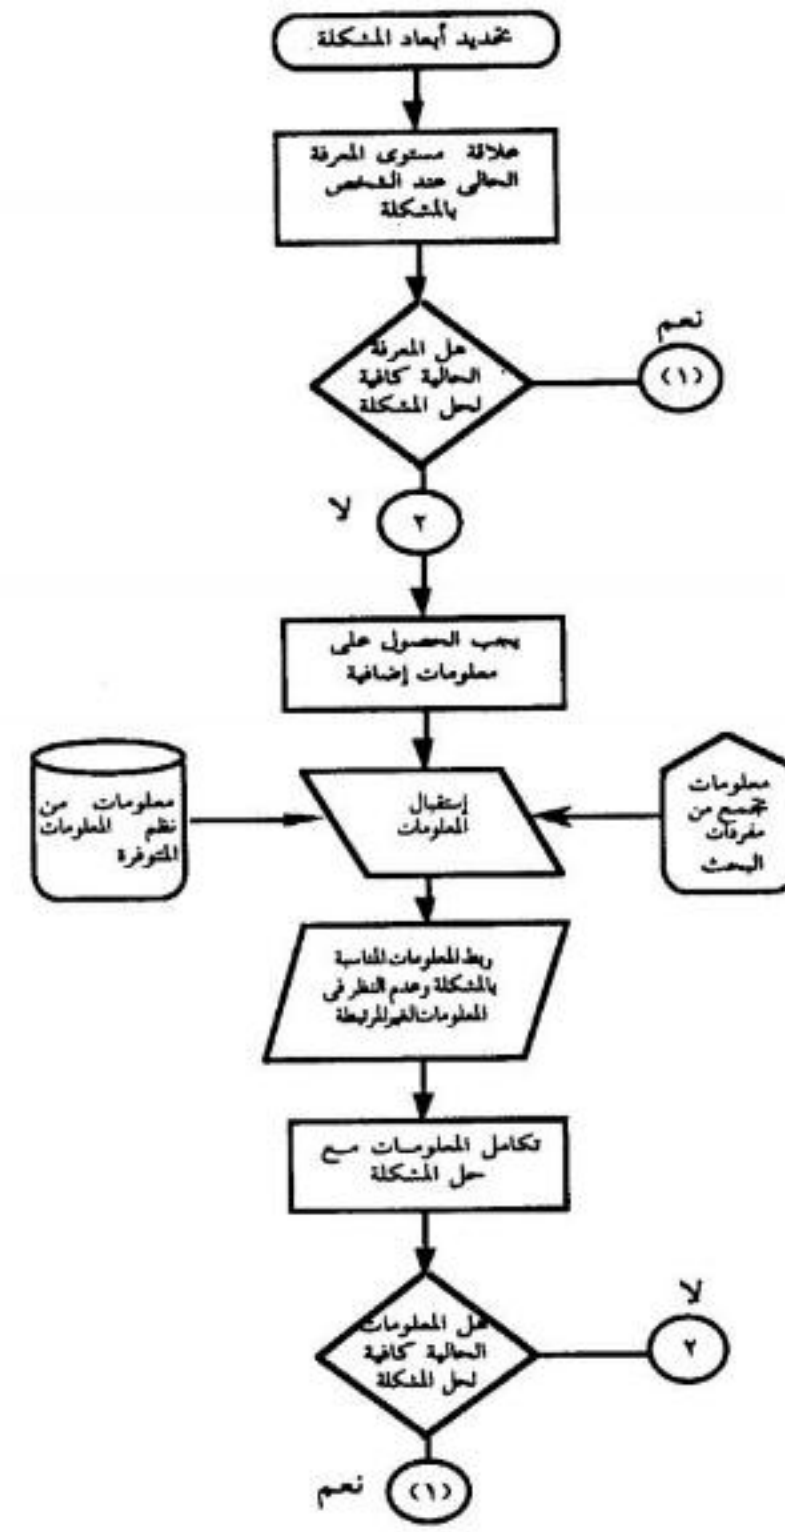 تحديد أبعاد المشكلة
علاقة مستوى المعرفة
الحالى عند الشخص
بالمشكلة
هل المعرفة
الحالية كافية
لحل المشكلة
نعم
(١)
لا
٢
يجب الحصول على
معلومات إضافية
معلومات
تجمع من
مفردات
البحث
إستقبال
المعلومات
معلومات من
نظم المعلومات
المتوفرة
ربط المعلومات المناسبة
بالمشكلة وعدم النظر فى
المعلومات الغير المرتبطة
تكامل المعلومات مع
حل المشكلة
هل المعلومات
الحالية كافية
لحل المشكلة
لا
٢
نعم
(١)